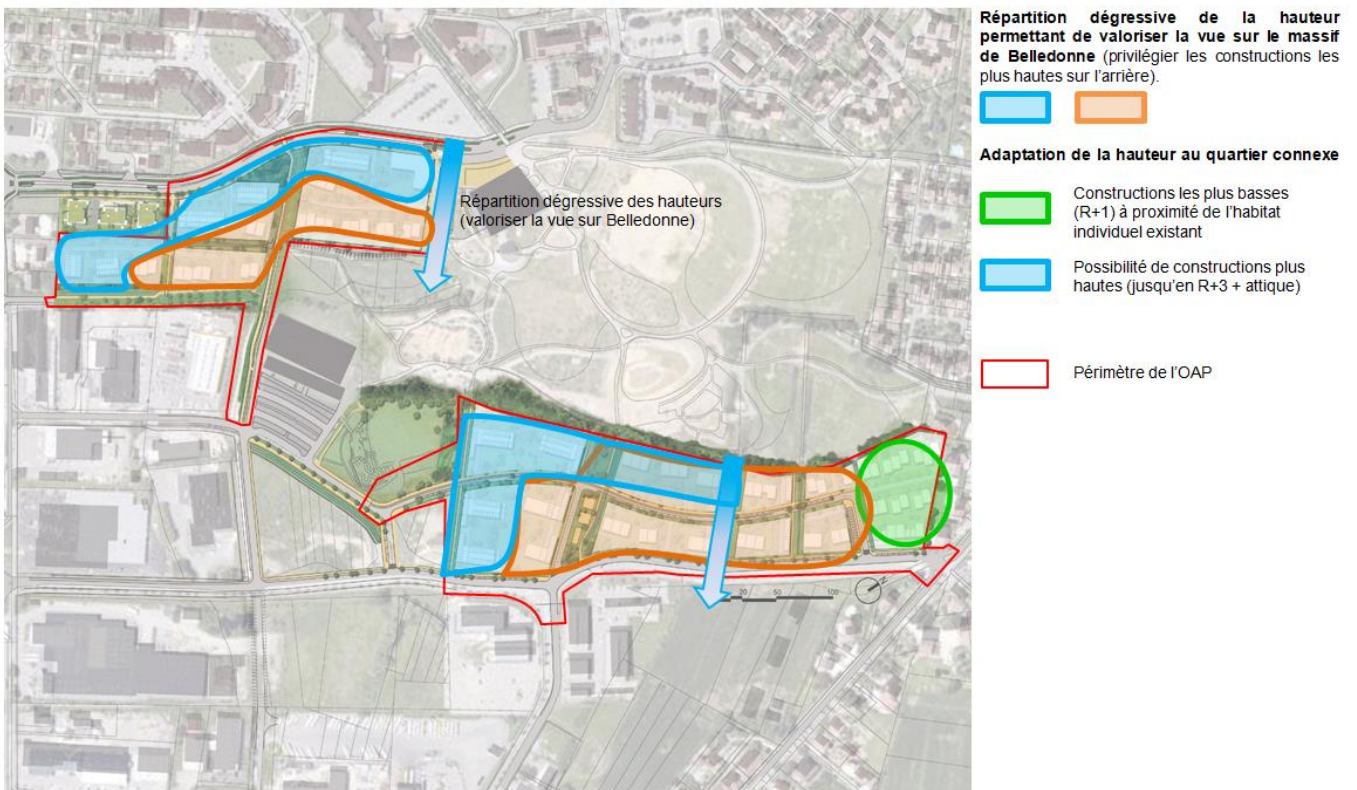 Répartition dégressive de la hauteur
permettant de valoriser la vue sur le massif
de Belledonne (privilégier les constructions les
plus hautes sur l'arrière).
Adaptation de la hauteur au quartier connexe
Constructions les plus basses
(R+1) à proximité de l'habitat
individuel existant
Possibilité de constructions plus
hautes (jusqu'en R+3 + attique)
Périmètre de l'OAP
Répartition dégressive des hauteurs
(valoriser la vue sur Belledonne)
20 50 100
N